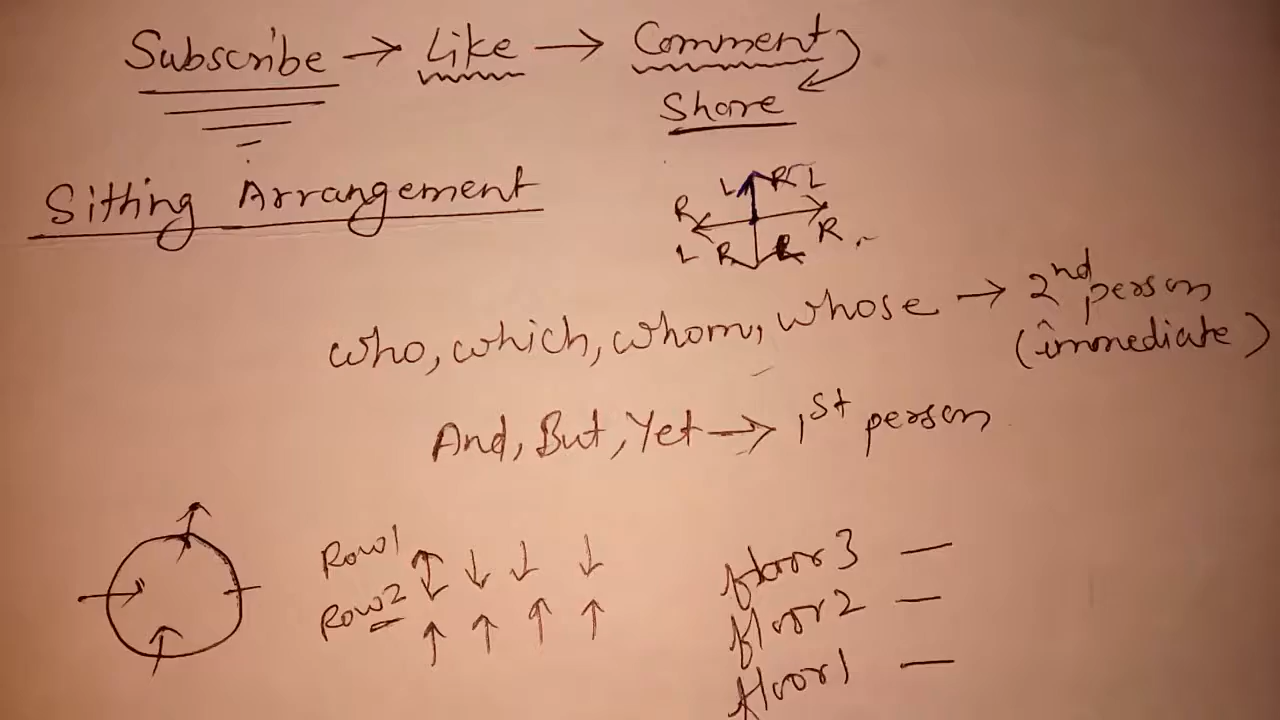 Subscribe → Like → Comment
Share
Sitting Arrangement
L R L
R R
L R L
who, which, whom, whose → 2nd person
(immediate)
And, But, Yet → 1st person
Row1 ↑ ↓ ↓ ↓
Row2 ↑ ↑ ↑ ↑
floor 3 —
floor 2 —
floor 1 —